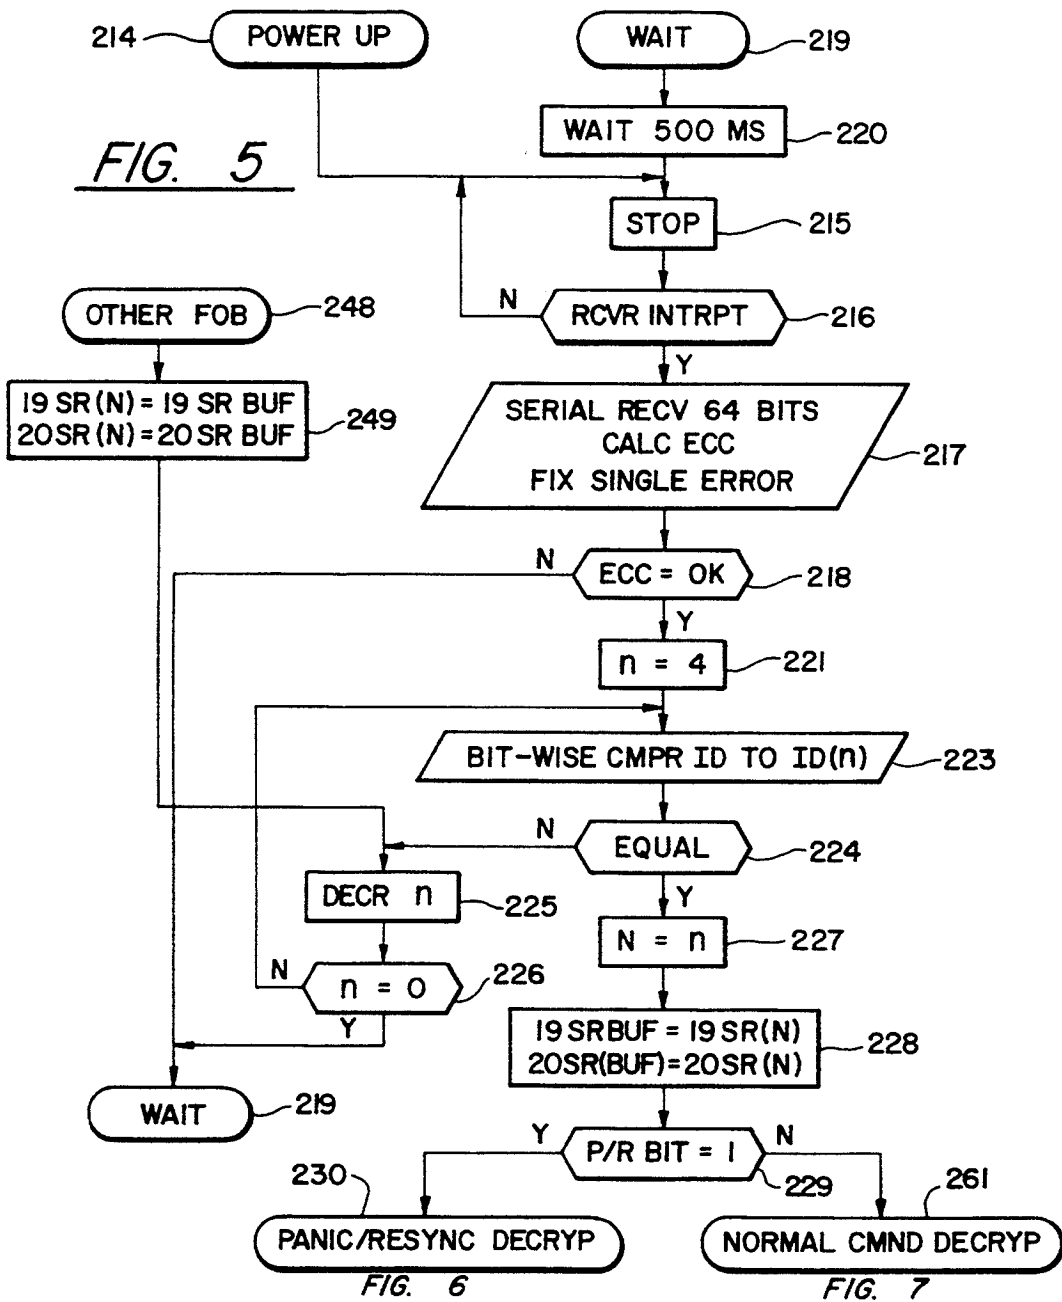 214
POWER UP
WAIT
219
WAIT 500 MS
220
FIG. 5
STOP
215
OTHER FOB
248
N
RCVR INTRPT
216
Y
19 SR(N) = 19 SR BUF
20SR(N) = 20 SR BUF
249
SERIAL RECV 64 BITS
CALC ECC
FIX SINGLE ERROR
217
N
ECC = OK
218
Y
n = 4
221
BIT-WISE CMPR ID TO ID(n)
223
N
EQUAL
224
Y
DECR n
225
N = n
227
N
n = 0
226
Y
19 SRBUF = 19 SR(N)
20SR(BUF)=20SR(N)
228
WAIT
219
Y
P/R BIT = 1
N
229
230
261
PANIC/RESYNC DECRYP
NORMAL CMND DECRYP
FIG. 6
FIG. 7